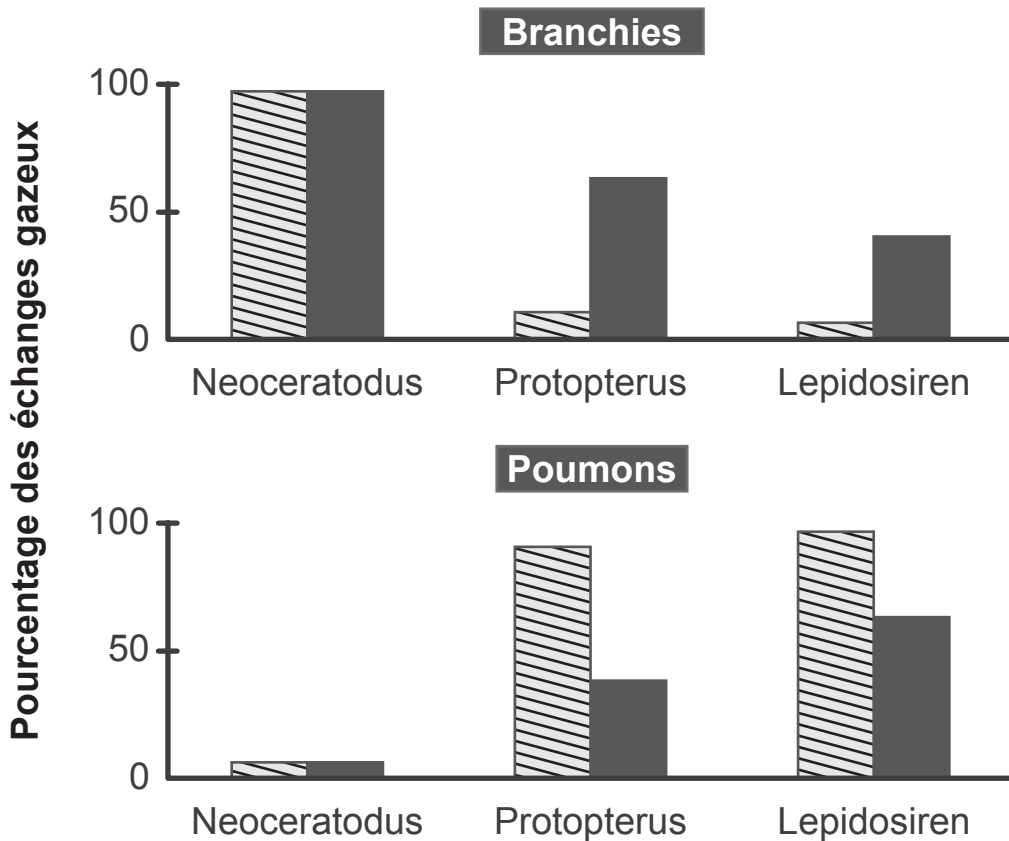 Branchies
Pourcentage des échanges gazeux
100
50
0
Neoceratodus Protopterus Lepidosiren
Poumons
100
50
0
Neoceratodus Protopterus Lepidosiren